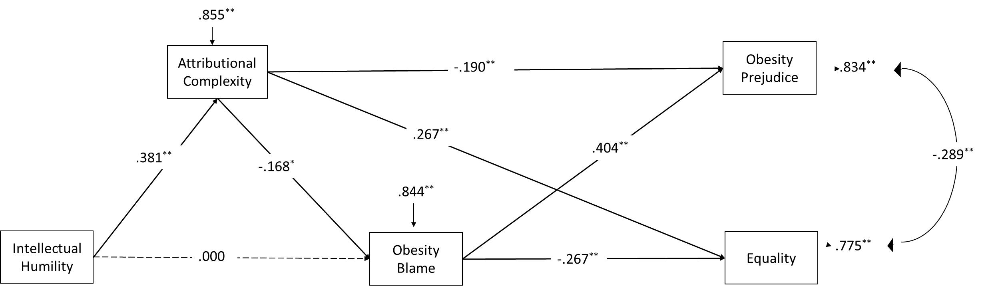 .855**
Attributional
Complexity
-.190**
Obesity
Prejudice
.834**
.267**
.404**
.381**
-.168*
-.289**
.844**
Intellectual
Humility
.000
Obesity
Blame
-.267**
Equality
.775**